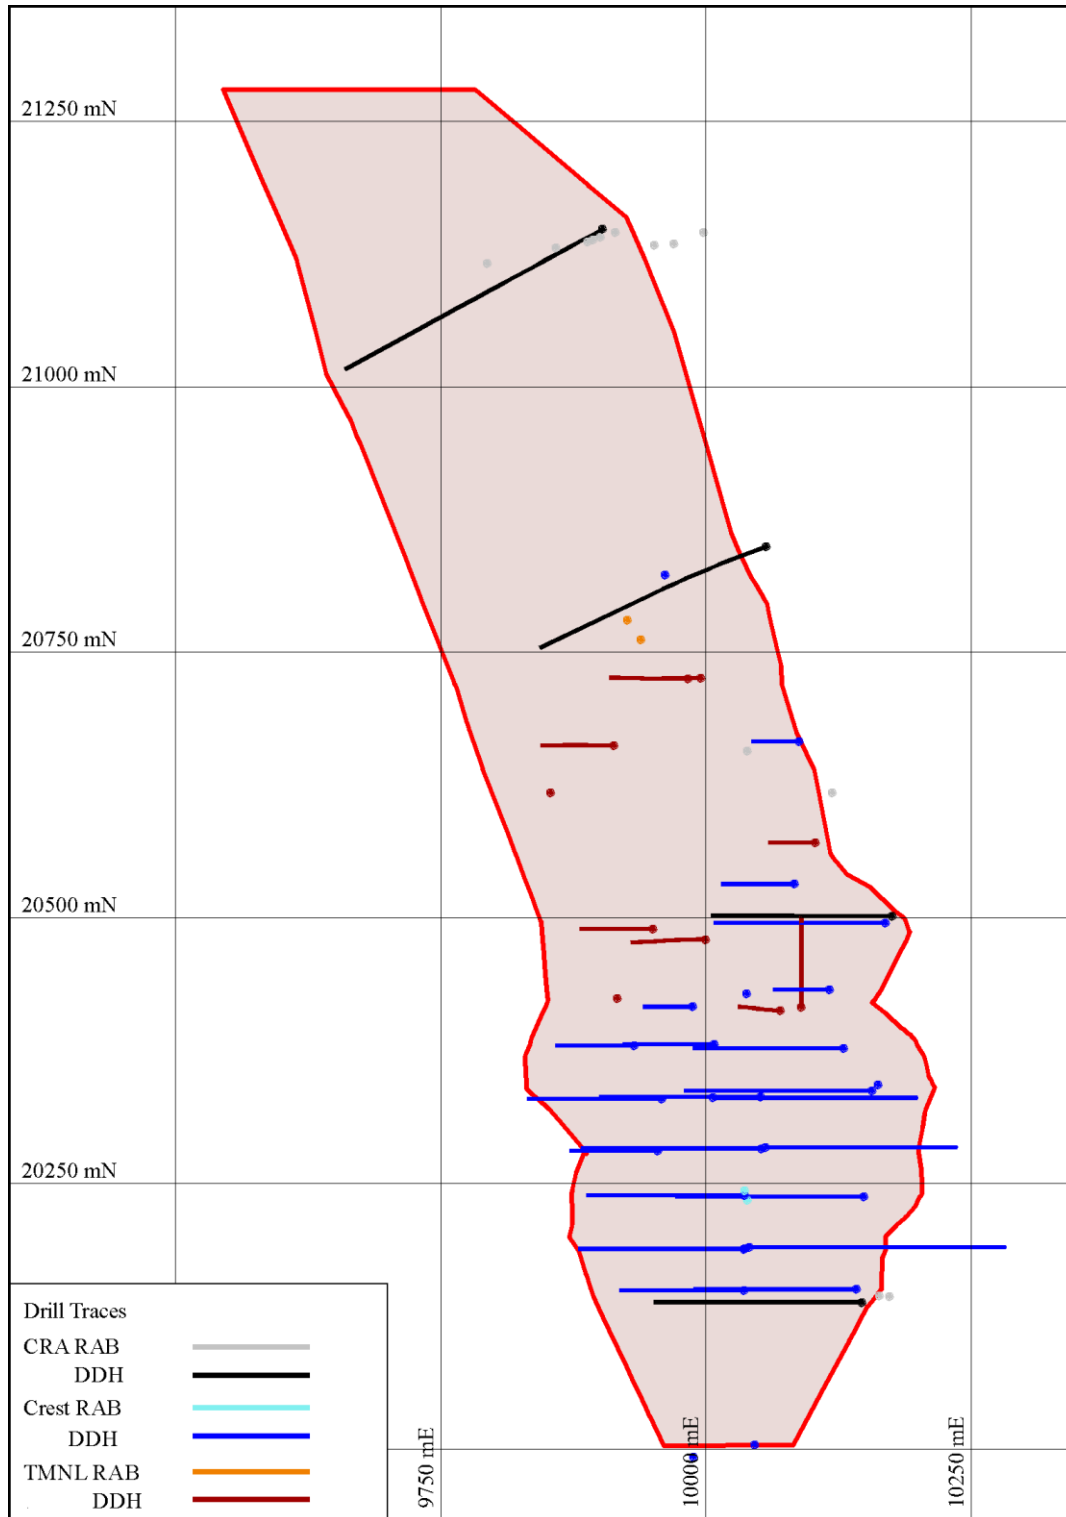 21250 mN
21000 mN
20750 mN
20500 mN
20250 mN
Drill Traces
CRA RAB
DDH
Crest RAB
DDH
TMNL RAB
DDH
9750 mE
10000 mE
10250 mE